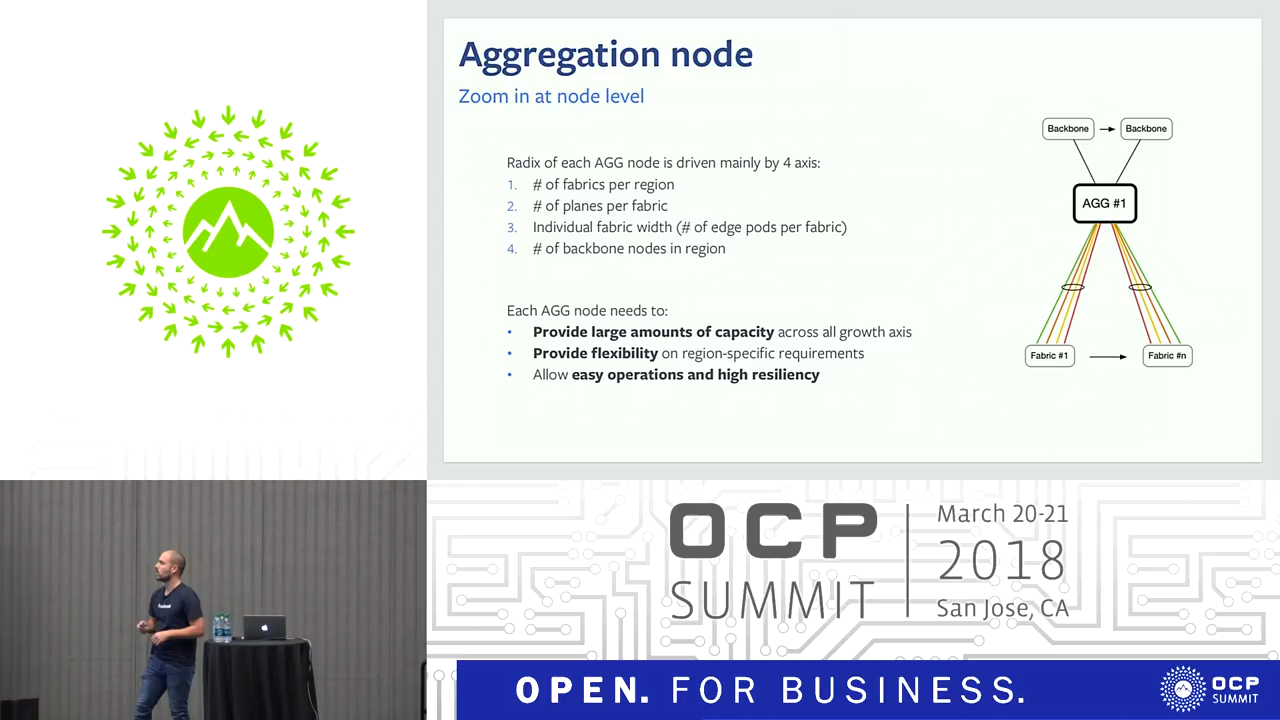 Aggregation node
Zoom in at node level
Radix of each AGG node is driven mainly by 4 axis:
1. # of fabrics per region
2. # of planes per fabric
3. Individual fabric width (# of edge pods per fabric)
4. # of backbone nodes in region
Each AGG node needs to:
• Provide large amounts of capacity across all growth axis
• Provide flexibility on region-specific requirements
• Allow easy operations and high resiliency
Backbone
Backbone
AGG #1
Fabric #1
Fabric #n
OCP
SUMMIT
March 20-21
2018
San Jose, CA
OPEN. FOR BUSINESS.
OCP
SUMMIT